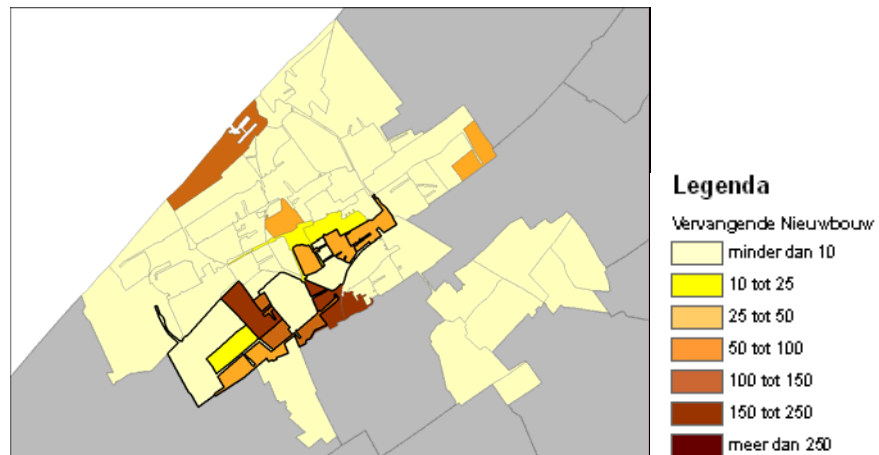 Legenda
Vervangende Nieuwbouw
minder dan 10
10 tot 25
25 tot 50
50 tot 100
100 tot 150
150 tot 250
meer dan 250